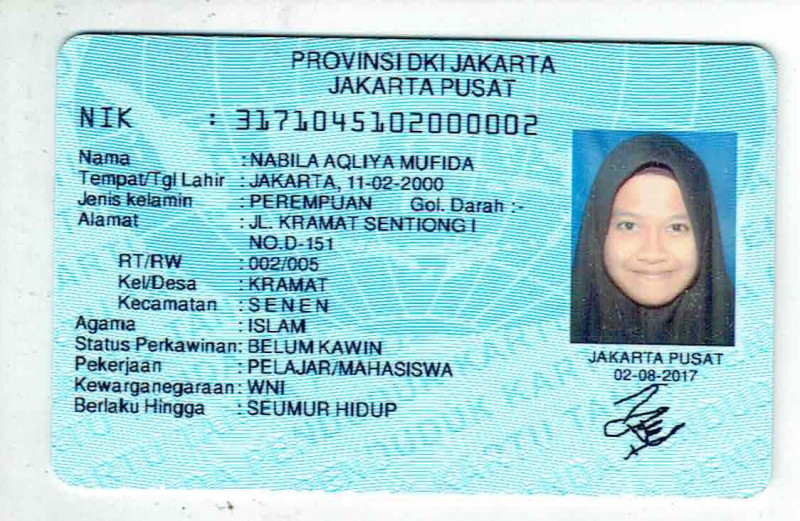 PROVINSI DKI JAKARTA
JAKARTA PUSAT
NIK : 3171045102000002
Nama : NABILA AQLIYA MUFIDA
Tempat/Tgl Lahir : JAKARTA, 11-02-2000
Jenis kelamin : PEREMPUAN Gol. Darah :-
Alamat : JL. KRAMAT SENTIONG I
NO.D-151
RT/RW : 002/005
Kel/Desa : KRAMAT
Kecamatan : SENEN
Agama : ISLAM
Status Perkawinan: BELUM KAWIN
Pekerjaan : PELAJAR/MAHASISWA
Kewarganegaraan: WNI
Berlaku Hingga : SEUMUR HIDUP
JAKARTA PUSAT
02-08-2017